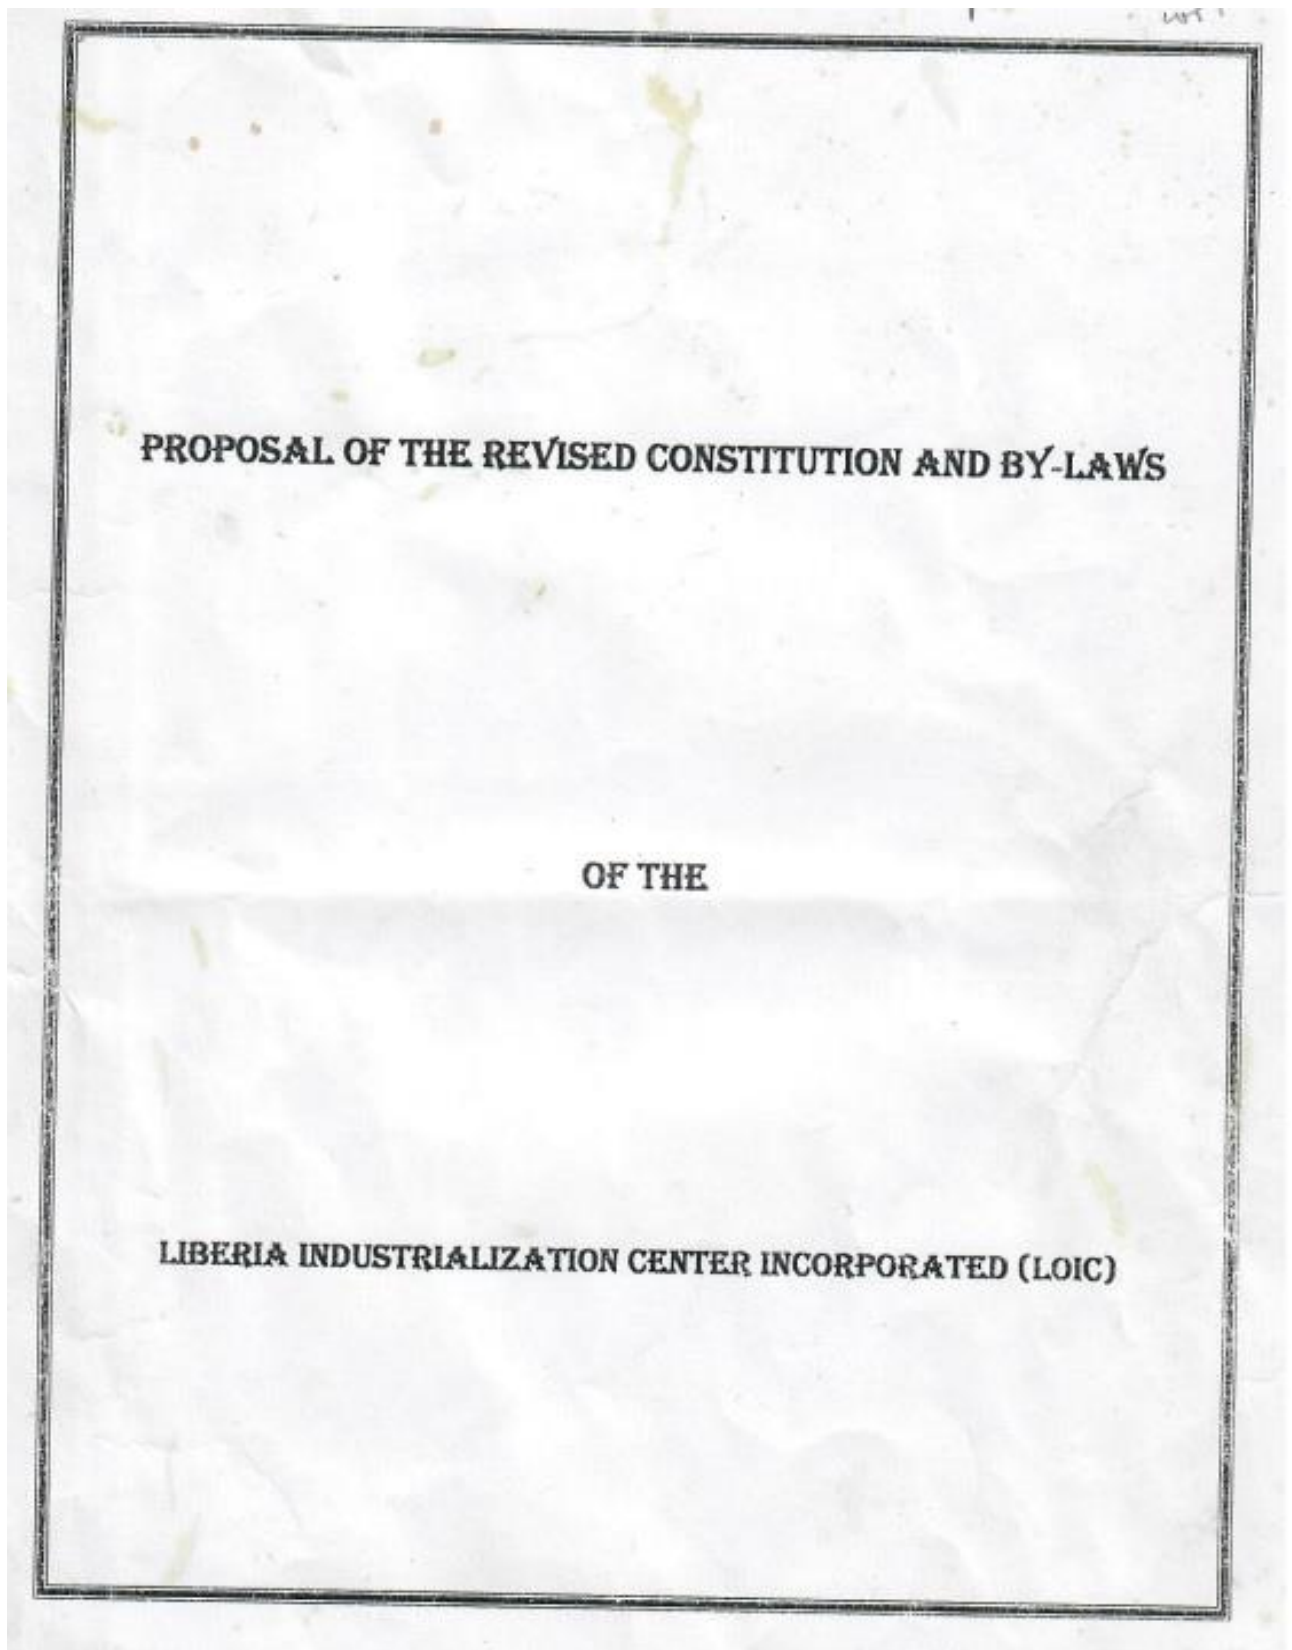 PROPOSAL OF THE REVISED CONSTITUTION AND BY-LAWS
OF THE
LIBERIA INDUSTRIALIZATION CENTER INCORPORATED (LOIC)